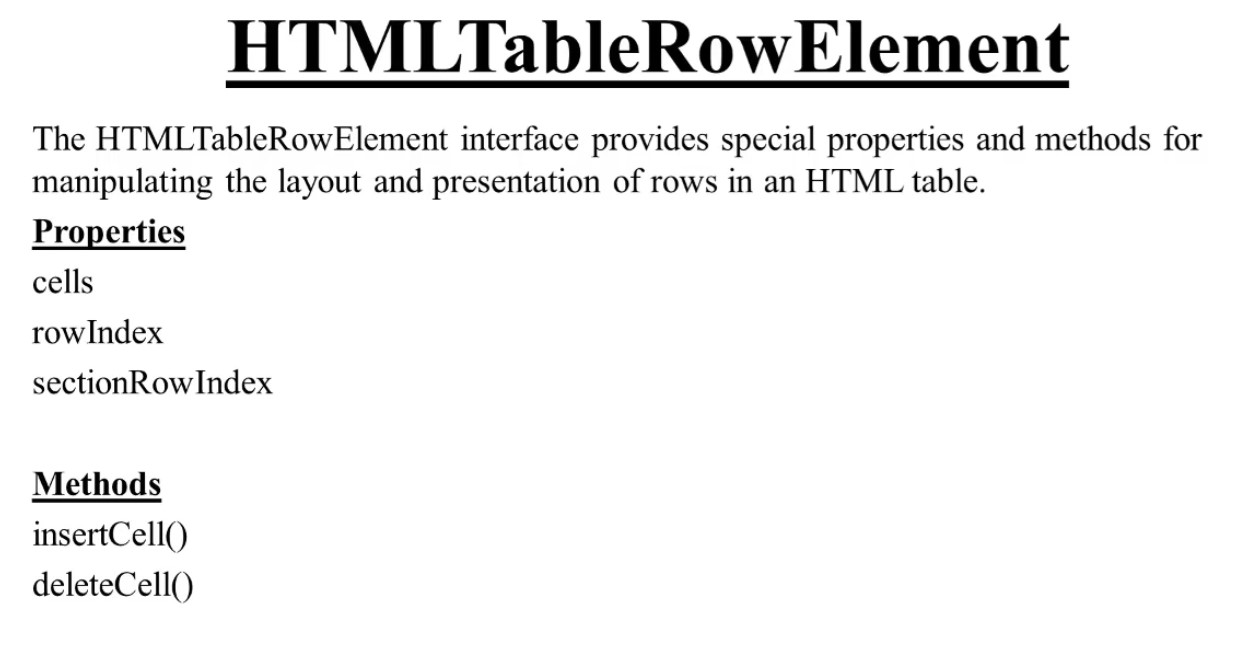 HTMLTableRowElement
The HTMLTableRowElement interface provides special properties and methods for
manipulating the layout and presentation of rows in an HTML table.
Properties
cells
rowIndex
sectionRowIndex
Methods
insertCell()
deleteCell()